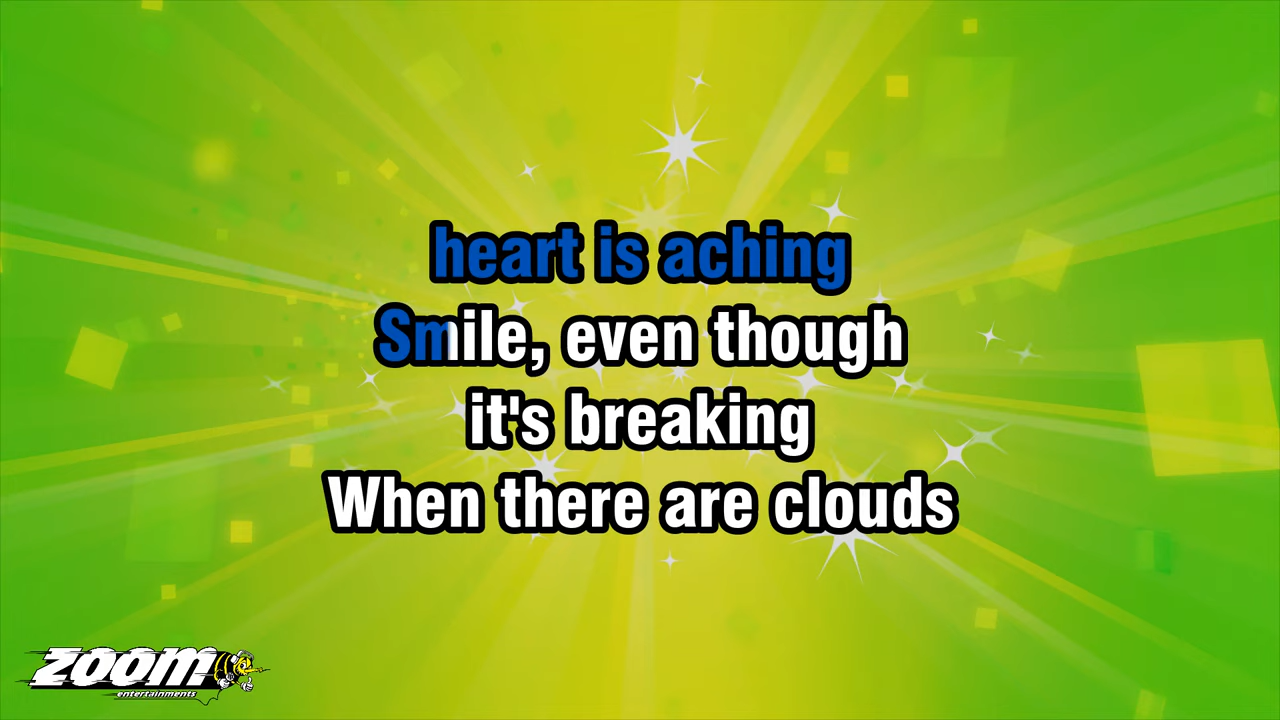 heart is aching
Smile, even though
it's breaking
When there are clouds
zoom
entertainments